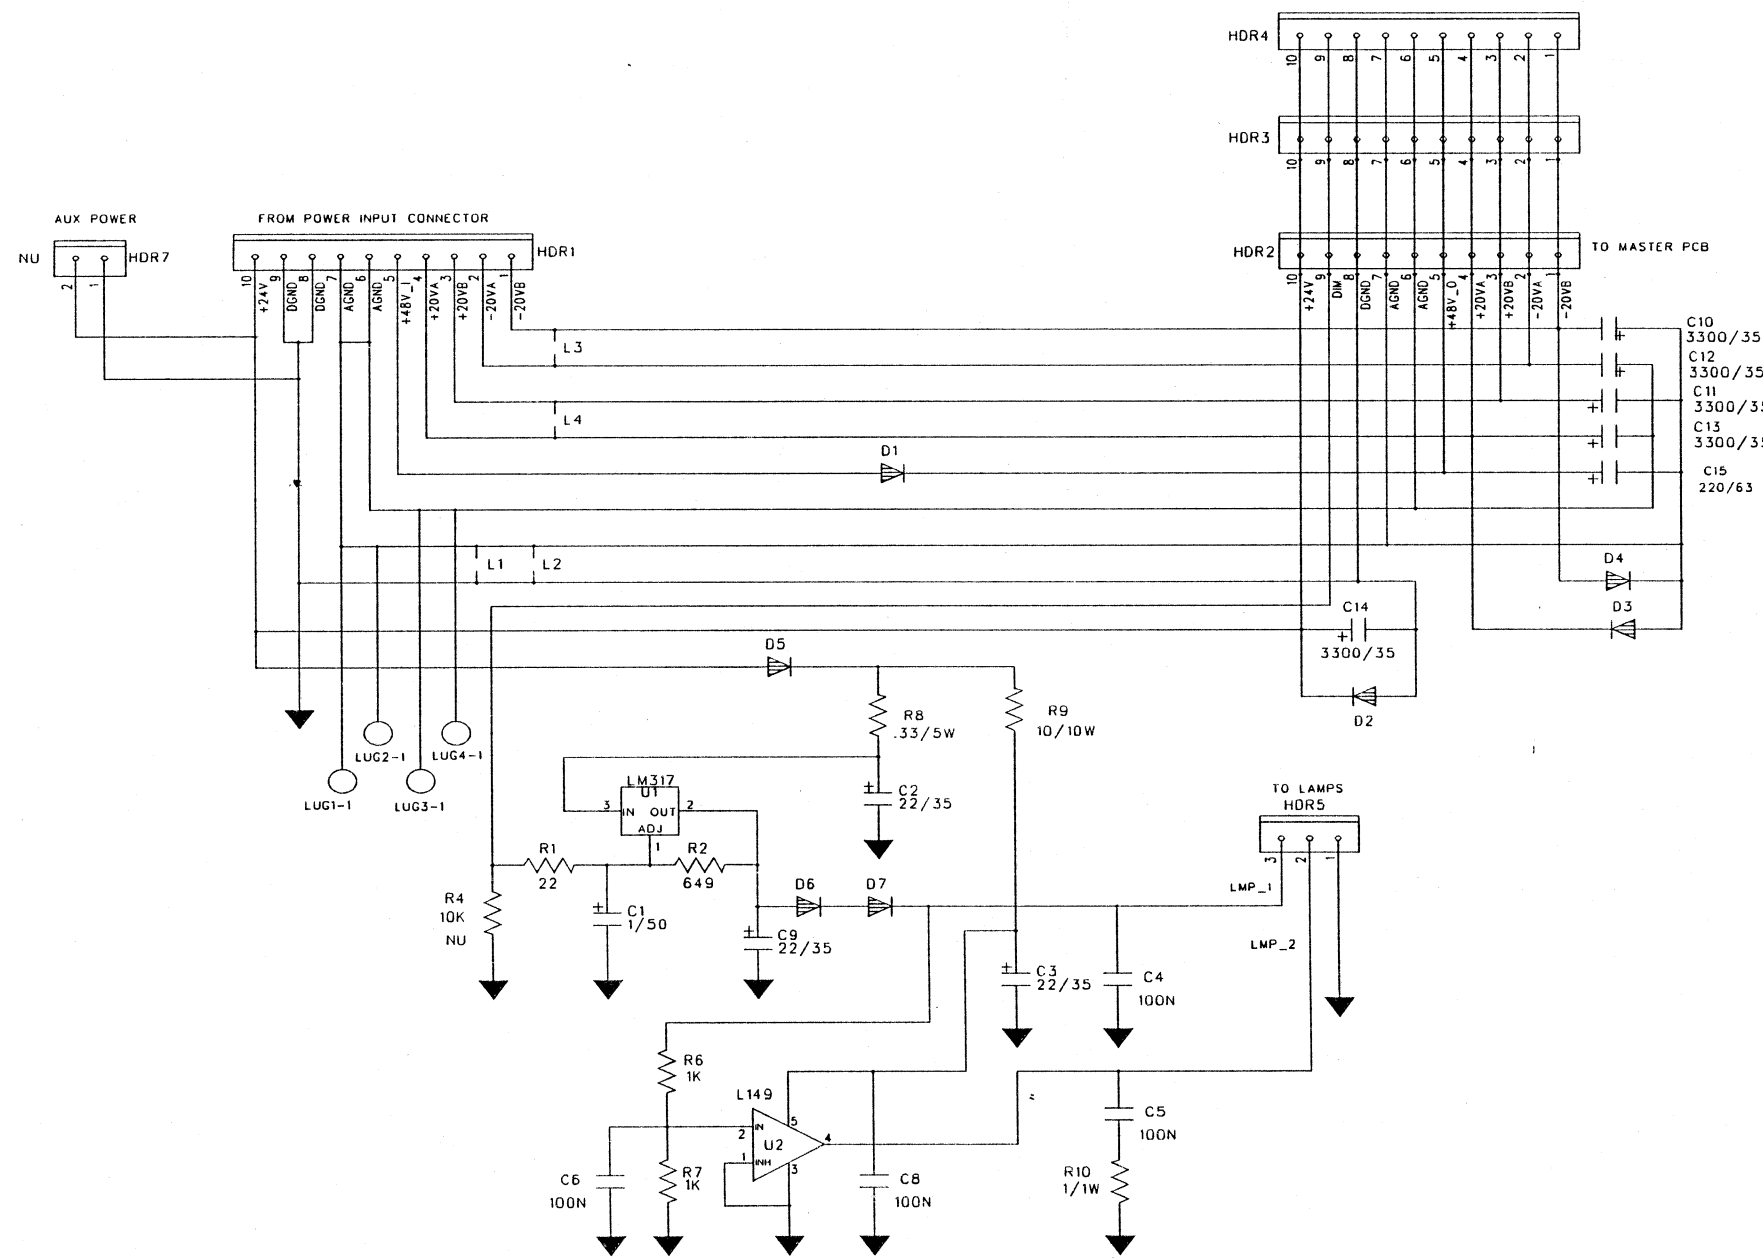 HDR4
10 9 8 7 6 5 4 3 2 1
HDR3
10 9 8 7 6 5 4 3 2 1
AUX POWER
NU
HDR7
2 1
FROM POWER INPUT CONNECTOR
HDR1
10 9 8 7 6 5 4 3 2 1
+24V
DGND
DGND
AGND
AGND
+48V_I
+20VA
+20VB
-20VA
-20VB
HDR2
TO MASTER PCB
10 9 8 7 6 5 4 3 2 1
+24V
DIM
DGND
AGND
AGND
+48V_O
+20VA
+20VB
-20VA
-20VB
L3
L4
C10
3300/35
C12
3300/35
C11
3300/35
C13
3300/35
C15
220/63
D1
L1
L2
D4
D3
C14
3300/35
D2
D5
R8
.33/5W
R9
10/10W
LUG2-1
LUG4-1
LUG1-1
LUG3-1
LM317
U1
3 IN OUT 2
ADJ
1
C2
22/35
TO LAMPS
HDR5
3 2 1
R1
22
R2
649
R4
10K
NU
C1
1/50
D6
D7
C9
22/35
LMP_1
LMP_2
C3
22/35
C4
100N
R6
1K
L149
5
2 IN
U2
4
1 INH
3
C6
100N
R7
1K
C8
100N
C5
100N
R10
1/1W